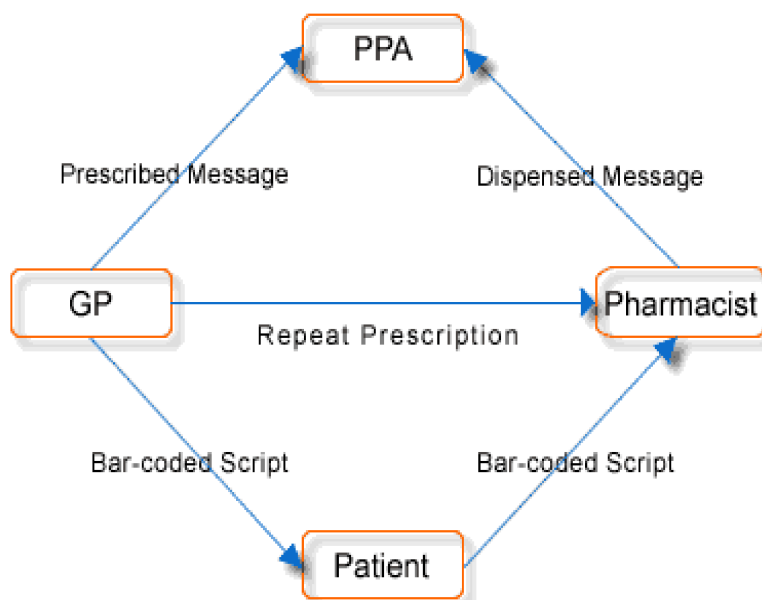 PPA
Prescribed Message
Dispensed Message
GP
Pharmacist
Repeat Prescription
Bar-coded Script
Bar-coded Script
Patient